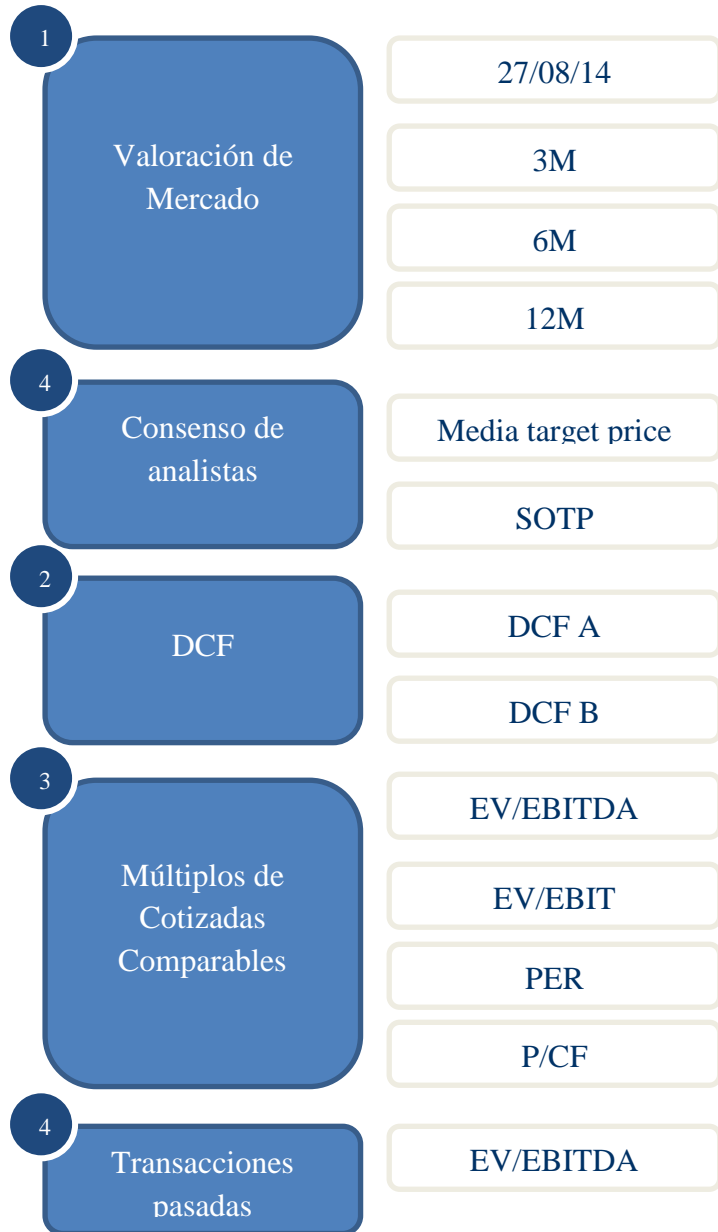 1
Valoración de
Mercado
27/08/14
3M
6M
12M
4
Consenso de
analistas
Media target price
SOTP
2
DCF
DCF A
DCF B
3
Múltiplos de
Cotizadas
Comparables
EV/EBITDA
EV/EBIT
PER
P/CF
4
Transacciones
pasadas
EV/EBITDA